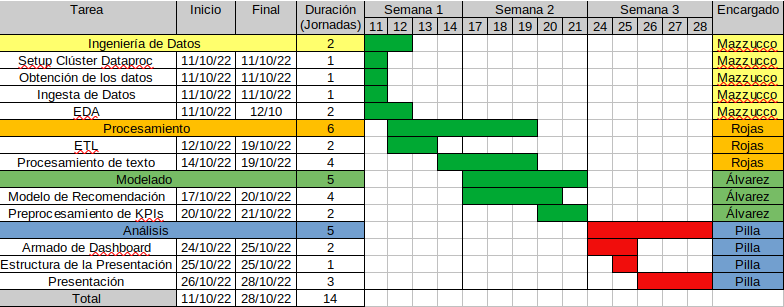 Tarea Inicio Final Duración (Jornadas) Semana 1 Semana 2 Semana 3 Encargado
11 12 13 14 17 18 19 20 21 24 25 26 27 28
Ingeniería de Datos 2 Mazzucco
Setup Clúster Dataproc 11/10/22 11/10/22 1 Mazzucco
Obtención de los datos 11/10/22 11/10/22 1 Mazzucco
Ingesta de Datos 11/10/22 11/10/22 1 Mazzucco
EDA 11/10/22 12/10 2 Mazzucco
Procesamiento 6 Rojas
ETL 12/10/22 19/10/22 2 Rojas
Procesamiento de texto 14/10/22 19/10/22 4 Rojas
Modelado 5 Álvarez
Modelo de Recomendación 17/10/22 20/10/22 4 Álvarez
Preprocesamiento de KPIs 20/10/22 21/10/22 2 Álvarez
Análisis 5 Pilla
Armado de Dashboard 24/10/22 25/10/22 2 Pilla
Estructura de la Presentación 25/10/22 25/10/22 1 Pilla
Presentación 26/10/22 28/10/22 3 Pilla
Total 11/10/22 28/10/22 14